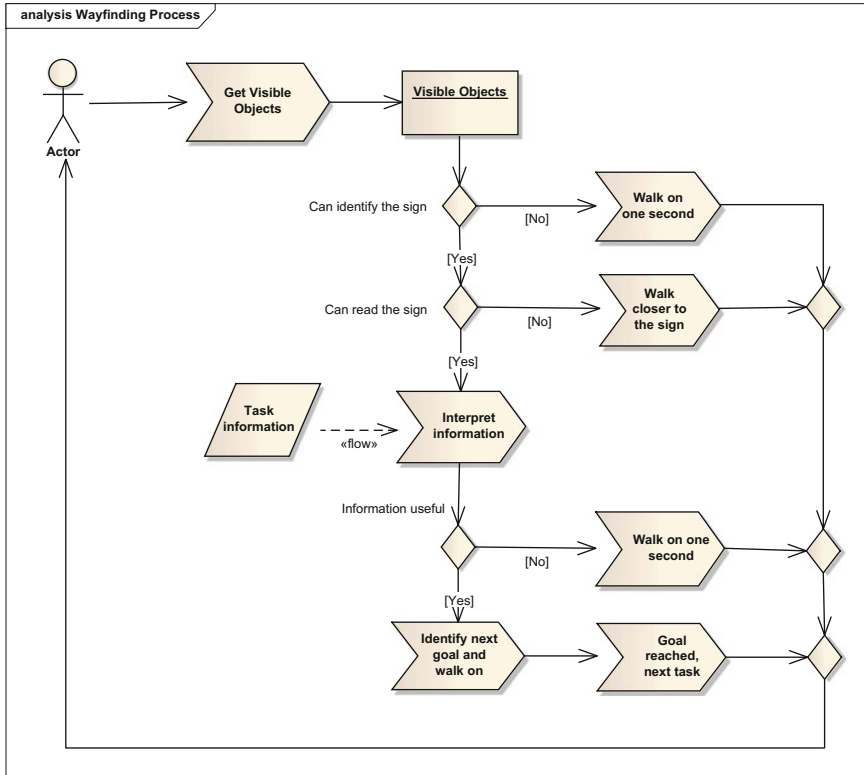 analysis Wayfinding Process
Actor
Get Visible
Objects
Visible Objects
Can identify the sign
[No]
Walk on
one second
[Yes]
Can read the sign
[No]
Walk
closer to
the sign
[Yes]
Task
information
«flow»
Interpret
information
Information useful
[No]
Walk on one
second
[Yes]
Identify next
goal and
walk on
Goal
reached,
next task